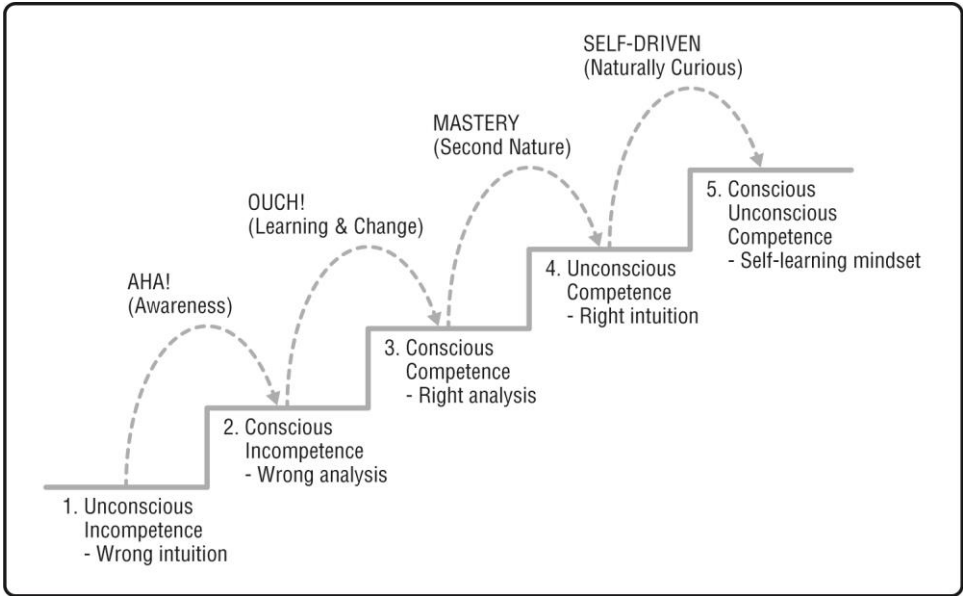 SELF-DRIVEN
(Naturally Curious)
MASTERY
(Second Nature)
OUCH!
(Learning & Change)
AHA!
(Awareness)
1. Unconscious
Incompetence
- Wrong intuition
2. Conscious
Incompetence
- Wrong analysis
3. Conscious
Competence
- Right analysis
4. Unconscious
Competence
- Right intuition
5. Conscious
Unconscious
Competence
- Self-learning mindset